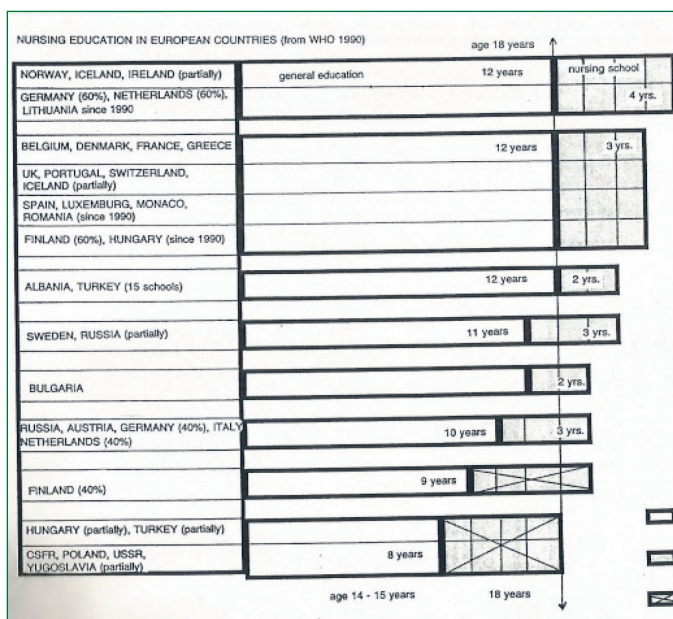 NURSING EDUCATION IN EUROPEAN COUNTRIES (from WHO 1990)
age 18 years
NORWAY, ICELAND, IRELAND (partially)
general education
12 years
nursing school
GERMANY (60%), NETHERLANDS (60%),
LITHUANIA since 1990
4 yrs.
BELGIUM, DENMARK, FRANCE, GREECE
12 years
3 yrs.
UK, PORTUGAL, SWITZERLAND,
ICELAND (partially)
SPAIN, LUXEMBURG, MONACO,
ROMANIA (since 1990)
FINLAND (60%), HUNGARY (since 1990)
ALBANIA, TURKEY (15 schools)
12 years
2 yrs.
SWEDEN, RUSSIA (partially)
11 years
3 yrs.
BULGARIA
2 yrs.
RUSSIA, AUSTRIA, GERMANY (40%), ITALY
NETHERLANDS (40%)
10 years
3 yrs.
FINLAND (40%)
9 years
HUNGARY (partially), TURKEY (partially)
CSFR, POLAND, USSR,
YUGOSLAVIA (partially)
8 years
age 14 - 15 years
18 years